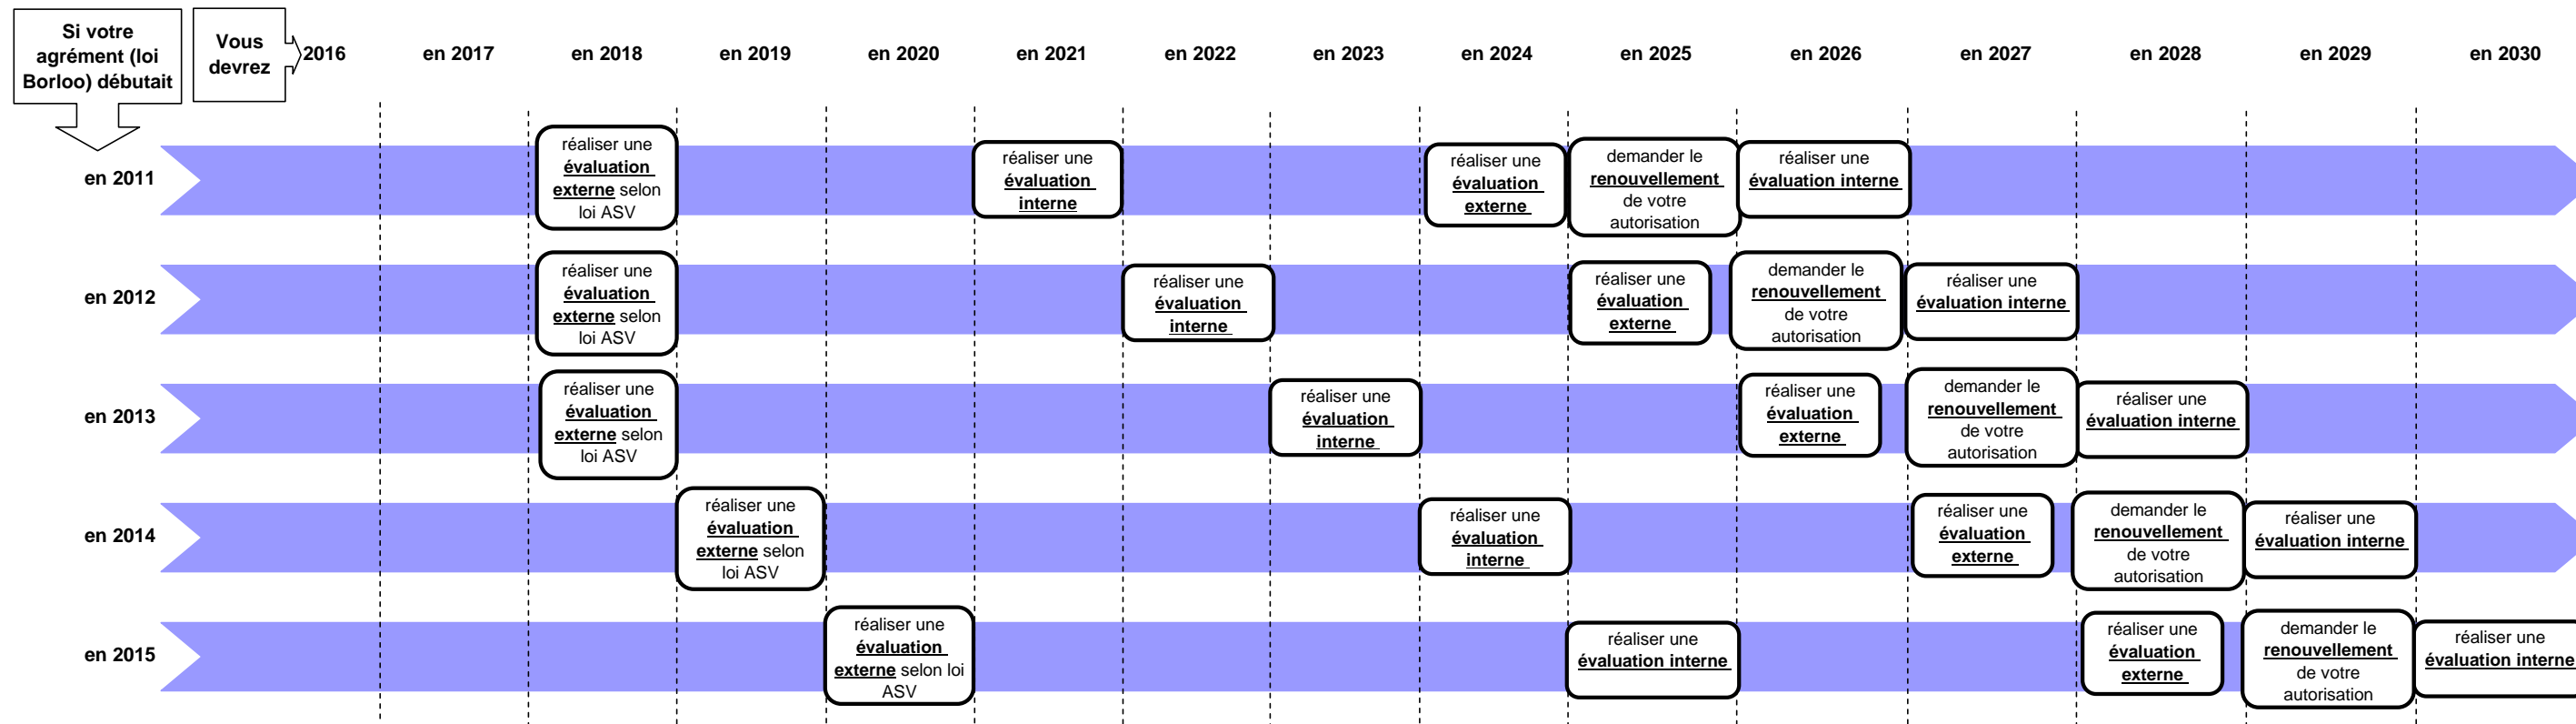 Si votre
agrément (loi
Borloo) débutait
Vous
devrez
2016
en 2017
en 2018
en 2019
en 2020
en 2021
en 2022
en 2023
en 2024
en 2025
en 2026
en 2027
en 2028
en 2029
en 2030
en 2011
réaliser une
évaluation
externe selon
loi ASV
réaliser une
évaluation
interne
réaliser une
évaluation
externe
demander le
renouvellement
de votre
autorisation
réaliser une
évaluation interne
en 2012
réaliser une
évaluation
externe selon
loi ASV
réaliser une
évaluation
interne
réaliser une
évaluation
externe
demander le
renouvellement
de votre
autorisation
réaliser une
évaluation interne
en 2013
réaliser une
évaluation
externe selon
loi ASV
réaliser une
évaluation
interne
réaliser une
évaluation
externe
demander le
renouvellement
de votre
autorisation
réaliser une
évaluation interne
en 2014
réaliser une
évaluation
externe selon
loi ASV
réaliser une
évaluation
interne
réaliser une
évaluation
externe
demander le
renouvellement
de votre
autorisation
réaliser une
évaluation interne
en 2015
réaliser une
évaluation
externe selon loi
ASV
réaliser une
évaluation interne
réaliser une
évaluation
externe
demander le
renouvellement
de votre
autorisation
réaliser une
évaluation interne